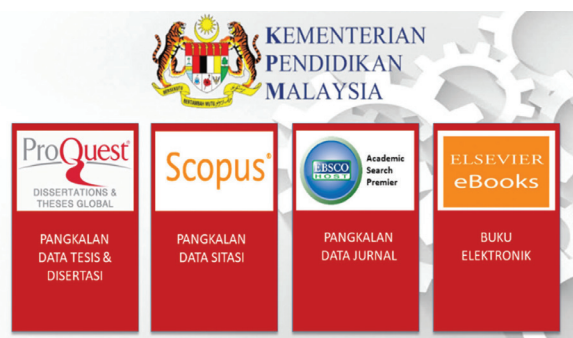 KEMENTERIAN
PENDIDIKAN
MALAYSIA
ProQuest
DISSERTATIONS &
THESES GLOBAL
PANGKALAN
DATA TESIS &
DISERTASI
Scopus®
PANGKALAN
DATA SITASI
EBSCO
HOST
Academic
Search
Premier
PANGKALAN
DATA JURNAL
ELSEVIER
eBooks
BUKU
ELEKTRONIK